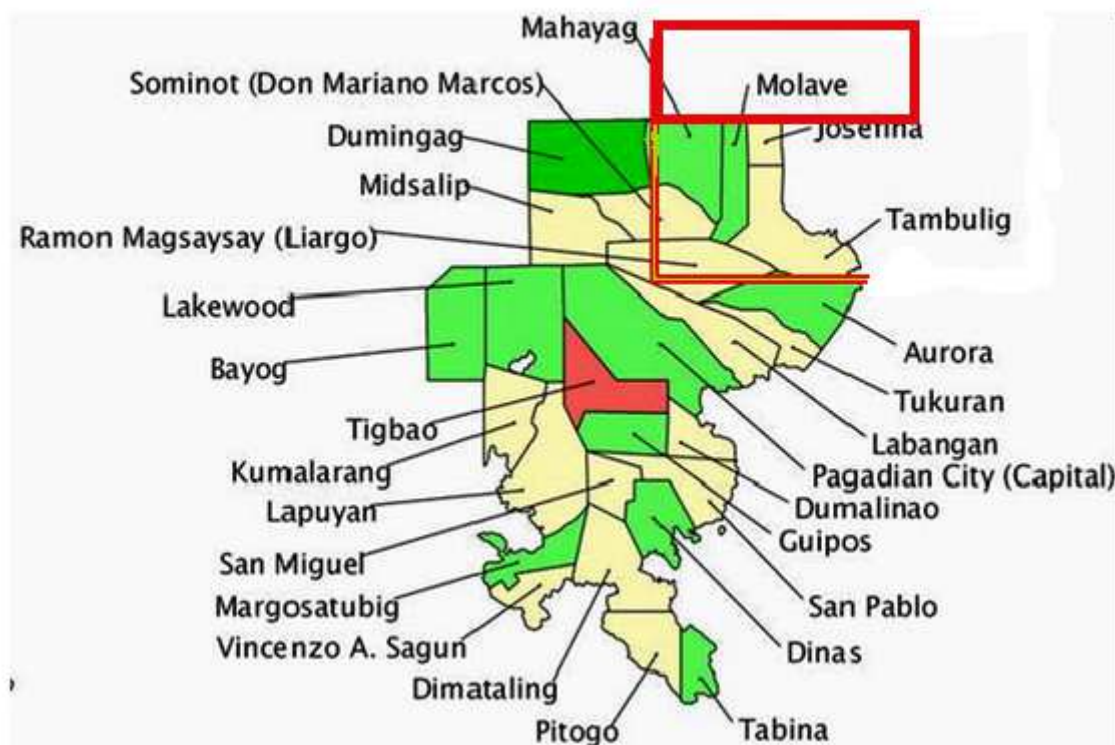 Mahayag
Sominot (Don Mariano Marcos)
Molave
Dumingag
Josefina
Midsalip
Tambulig
Ramon Magsaysay (Liargo)
Lakewood
Aurora
Bayog
Tukuran
Tigbao
Labangan
Kumalarang
Pagadian City (Capital)
Lapuyan
Dumalinao
Guipos
San Miguel
Margosatubig
San Pablo
Vincenzo A. Sagun
Dinas
Dimataling
Pitogo
Tabina